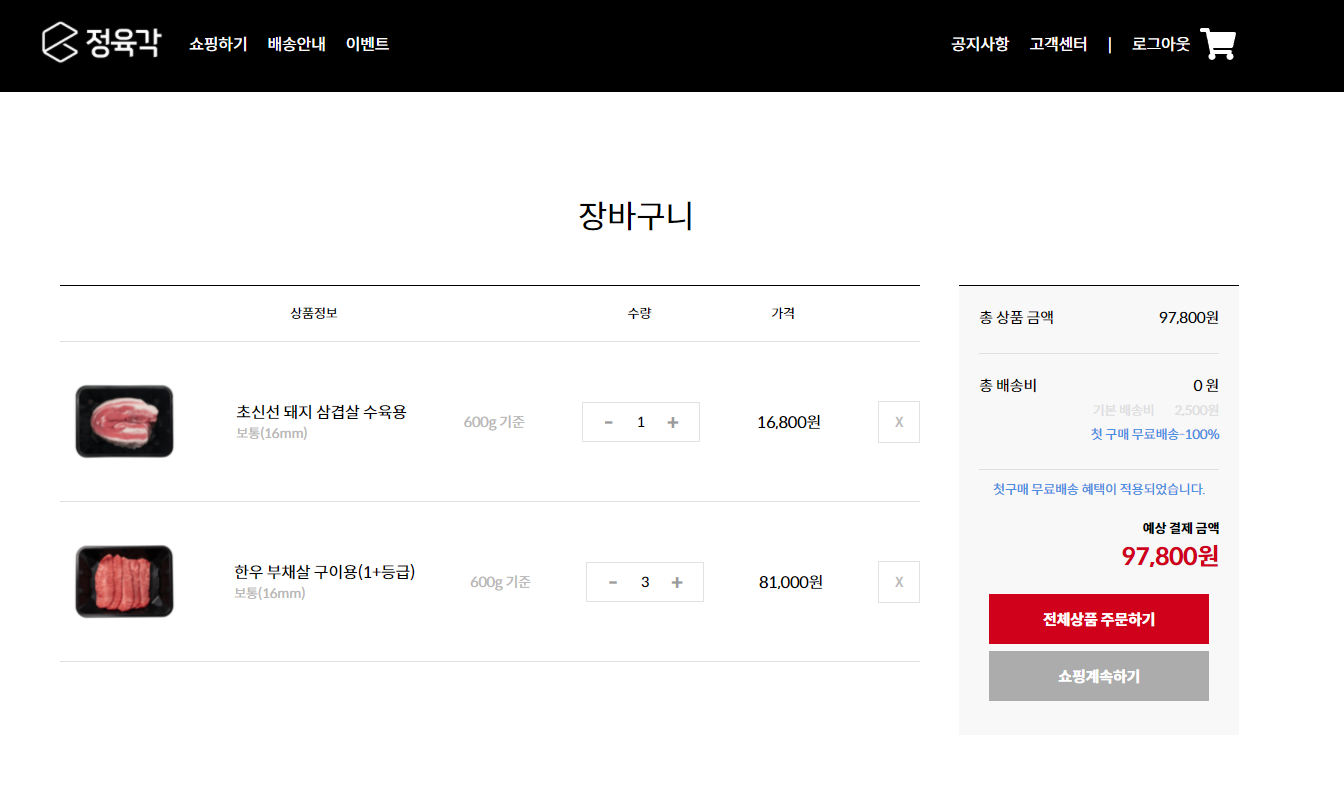 정육각 쇼핑하기 배송안내 이벤트 공지사항 고객센터 | 로그아웃
장바구니
상품정보 수량 가격
초신선 돼지 삼겹살 수육용
보통(16mm)
600g 기준 - 1 + 16,800원 X
한우 부채살 구이용(1+등급)
보통(16mm)
600g 기준 - 3 + 81,000원 X
총 상품 금액 97,800원
총 배송비 0 원
기본 배송비 2,500원
첫 구매 무료배송-100%
첫구매 무료배송 혜택이 적용되었습니다.
예상 결제 금액
97,800원
전체상품 주문하기
쇼핑계속하기